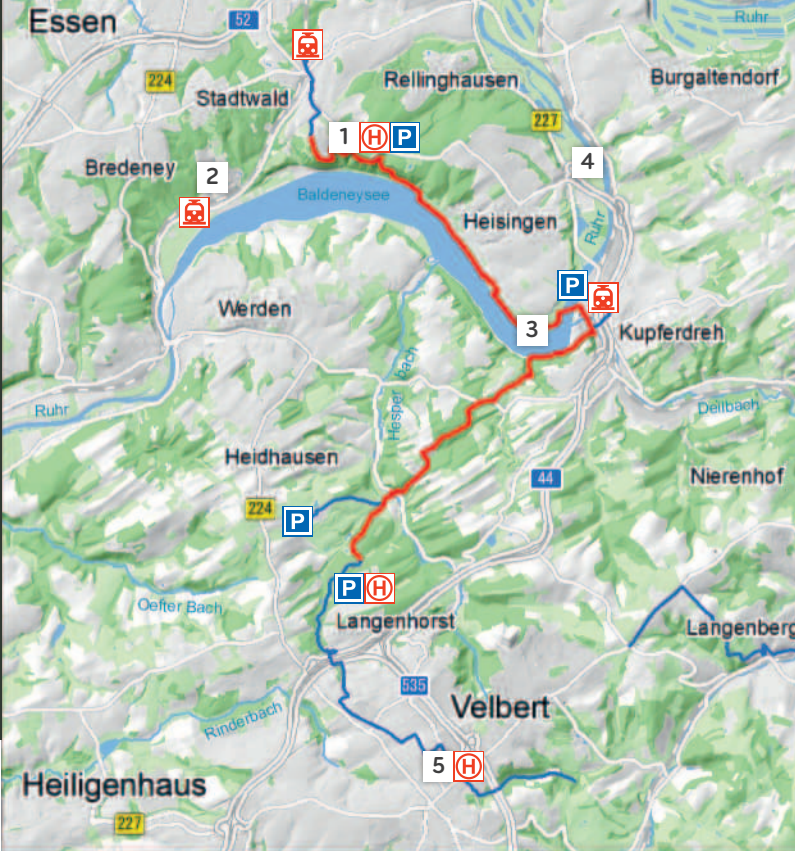 Essen
52
Ruhr
224
Rellinghausen
Burgaltendorf
Stadtwald
227
1
H
P
4
Bredeney
2
Baldeneysee
Heisingen
Ruhr
P
Werden
3
Kupferdreh
Hesper bach
Ruhr
Deilbach
Heidhausen
44
Nierenhof
224
P
P
H
Oefter Bach
Langenhorst
Langenberg
535
Velbert
Rinderbach
5
H
Heiligenhaus
227